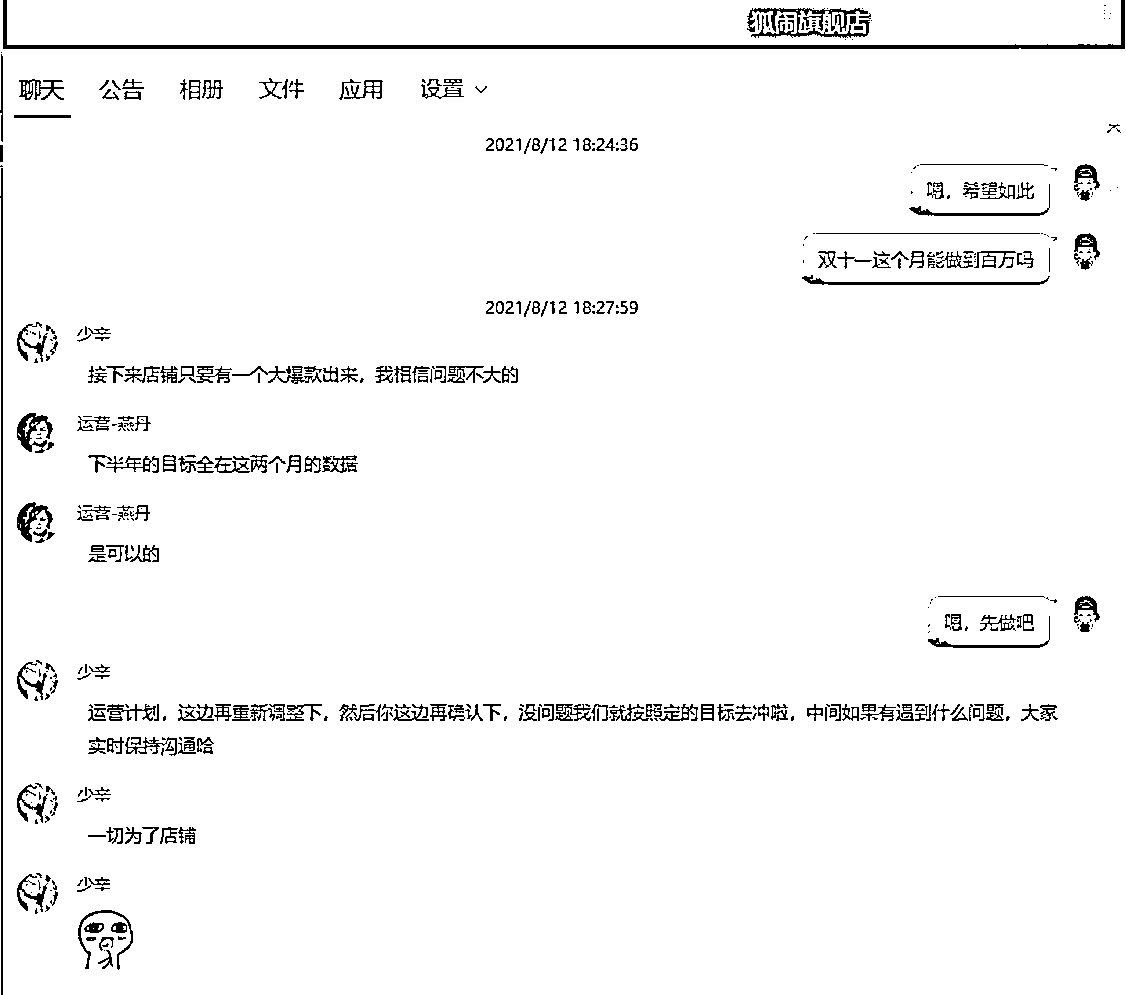 狐闹旗舰店
聊天 公告 相册 文件 应用 设置
2021/8/12 18:24:36
嗯，希望如此
双十一这个月能做到百万吗
2021/8/12 18:27:59
少辛
接下来店铺只要有一个大爆款出来，我相信问题不大的
运营-燕丹
下半年的目标全在这两个月的数据
运营-燕丹
是可以的
嗯，先做吧
少辛
运营计划，这边再重新调整下，然后你这边再确认下，没问题我们就按照定的目标去冲啦，中间如果有遇到什么问题，大家
实时保持沟通哈
少辛
一切为了店铺
少辛